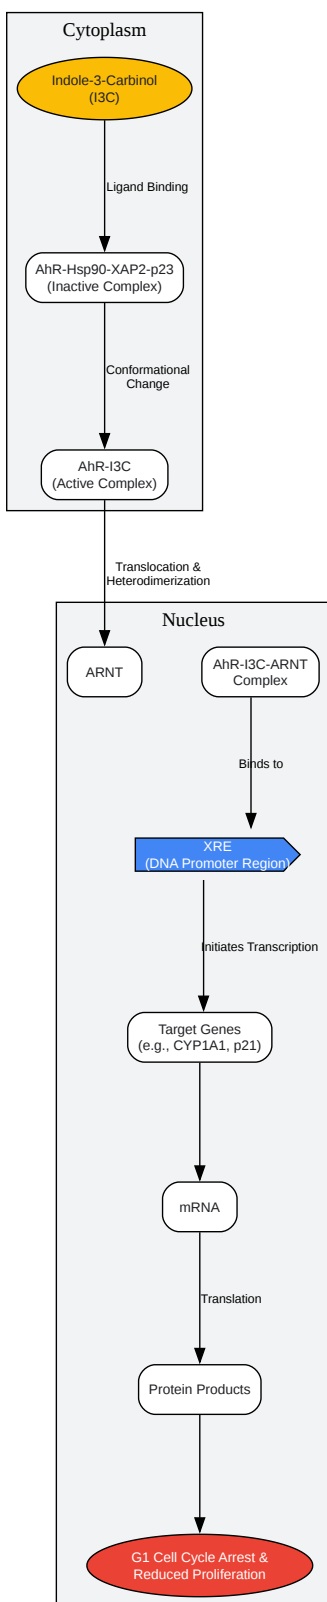 Cytoplasm
Indole-3-Carbinol
(I3C)
Ligand Binding
AhR-Hsp90-XAP2-p23
(Inactive Complex)
Conformational
Change
AhR-I3C
(Active Complex)
Translocation &
Heterodimerization
Nucleus
ARNT
AhR-I3C-ARNT
Complex
Binds to
XRE
(DNA Promoter Region)
Initiates Transcription
Target Genes
(e.g., CYP1A1, p21)
mRNA
Translation
Protein Products
G1 Cell Cycle Arrest &
Reduced Proliferation